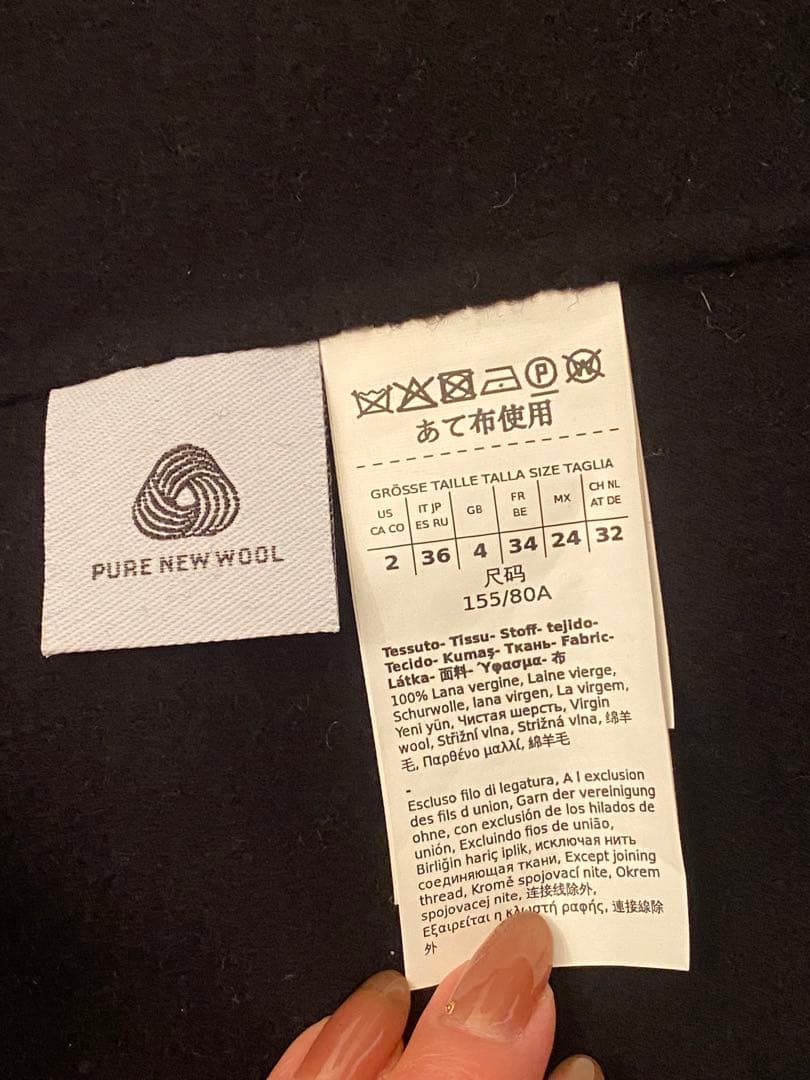 PURE NEW WOOL
P W
あて布使用
GRÖSSE TAILLE TALLA SIZE TAGLIA
US CA CO IT JP ES RU GB FR BE MX CH NL AT DE
2 36 4 34 24 32
尺码
155/80A
Tessuto- Tissu- Stoff- tejido-
Tecido- Kumaş- Ткань- Fabric-
Látka- 面料- Ύφασμα- 布
100% Lana vergine, Laine vierge,
Schurwolle, lana virgen, La virgem,
Yeni yün, Чистая шерсть, Virgin
wool, Střižní vlna, Strižná vlna, 绵羊
毛, Παρθένο μαλλί, 綿羊毛
-
Escluso filo di legatura, A l exclusion
des fils d union, Garn der vereinigung
ohne, con exclusión de los hilados de
unión, Excluindo fios de união,
Birliğin hariç iplik, исключая нить
соединяющая ткани, Except joining
thread, Kromě spojovací nite, Okrem
spojovacej nite, 连接线除外,
Εξαιρείται η κλωστή ραφής, 連接線除
外